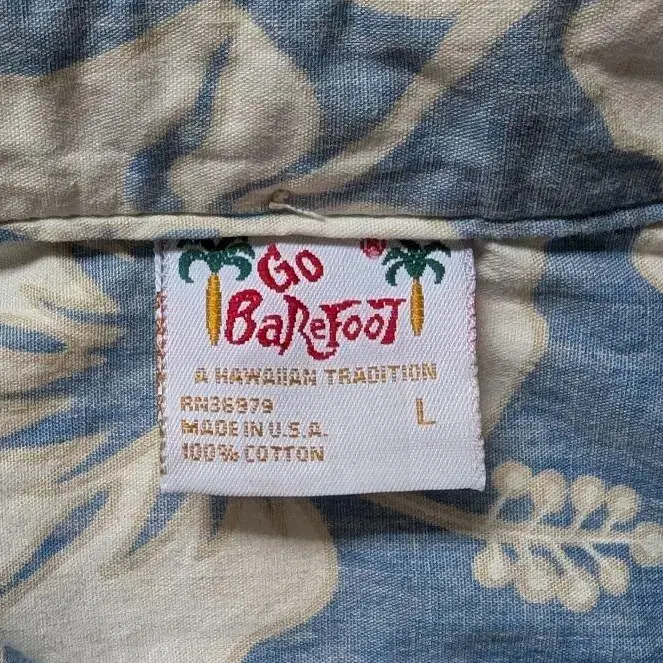 Go
BaRefooT
®
A HAWAIIAN TRADITION
RN36979
L
MADE IN U.S.A.
100% COTTON